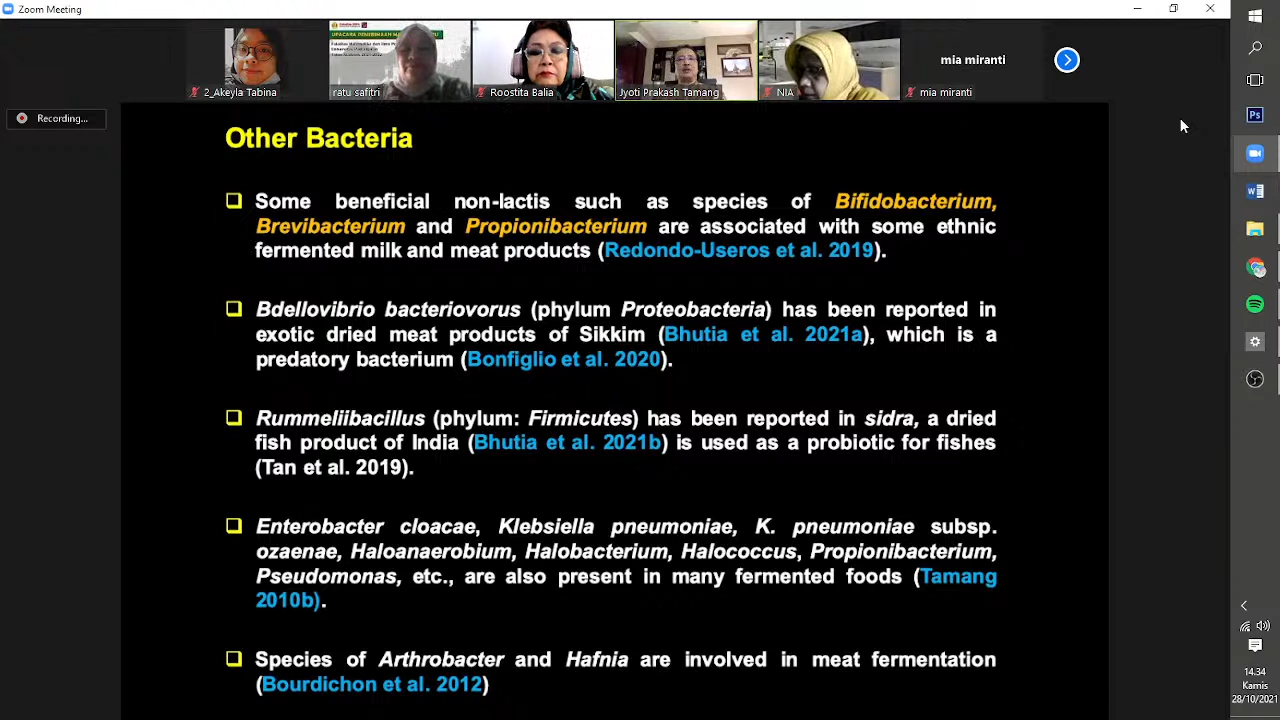 Zoom Meeting
UPACARA PENERIMAAN MA
2_Akeyla Tabina
ratu safitri
Roostita Balia
Jyoti Prakash Tamang
NIA
mia miranti
mia miranti
Recording...
Other Bacteria
Some beneficial non-lactis such as species of Bifidobacterium,
Brevibacterium and Propionibacterium are associated with some ethnic
fermented milk and meat products (Redondo-Useros et al. 2019).
Bdellovibrio bacteriovorus (phylum Proteobacteria) has been reported in
exotic dried meat products of Sikkim (Bhutia et al. 2021a), which is a
predatory bacterium (Bonfiglio et al. 2020).
Rummeliibacillus (phylum: Firmicutes) has been reported in sidra, a dried
fish product of India (Bhutia et al. 2021b) is used as a probiotic for fishes
(Tan et al. 2019).
Enterobacter cloacae, Klebsiella pneumoniae, K. pneumoniae subsp.
ozaenae, Haloanaerobium, Halobacterium, Halococcus, Propionibacterium,
Pseudomonas, etc., are also present in many fermented foods (Tamang
2010b).
Species of Arthrobacter and Hafnia are involved in meat fermentation
(Bourdichon et al. 2012)
Ps
14.34
Kamis
28/10/2021